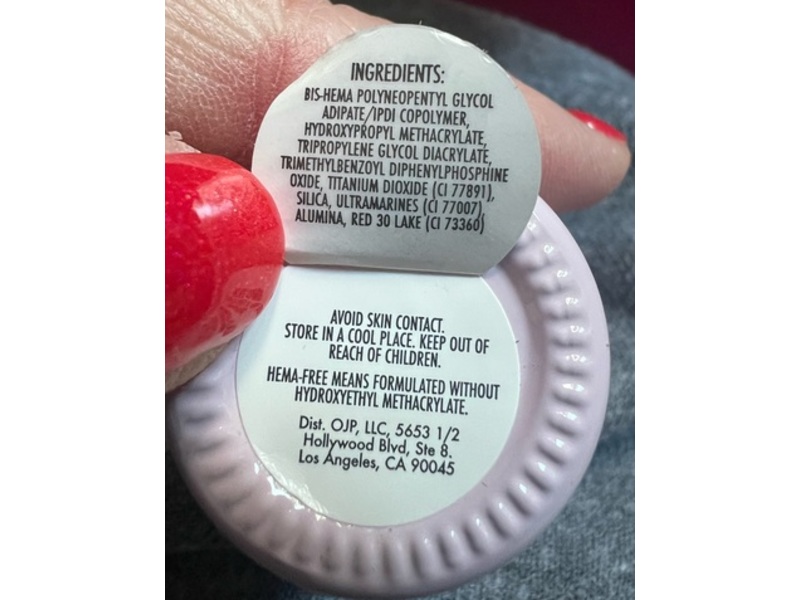 INGREDIENTS:
BIS-HEMA POLYNEOPENTYL GLYCOL
ADIPATE/IPDI COPOLYMER,
HYDROXYPROPYL METHACRYLATE,
TRIPROPYLENE GLYCOL DIACRYLATE,
TRIMETHYLBENZOYL DIPHENYLPHOSPHINE
OXIDE, TITANIUM DIOXIDE (CI 77891),
SILICA, ULTRAMARINES (CI 77007),
ALUMINA, RED 30 LAKE (CI 73360)
AVOID SKIN CONTACT.
STORE IN A COOL PLACE. KEEP OUT OF
REACH OF CHILDREN.
HEMA-FREE MEANS FORMULATED WITHOUT
HYDROXYETHYL METHACRYLATE.
Dist. OJP, LLC, 5653 1/2
Hollywood Blvd, Ste 8.
Los Angeles, CA 90045